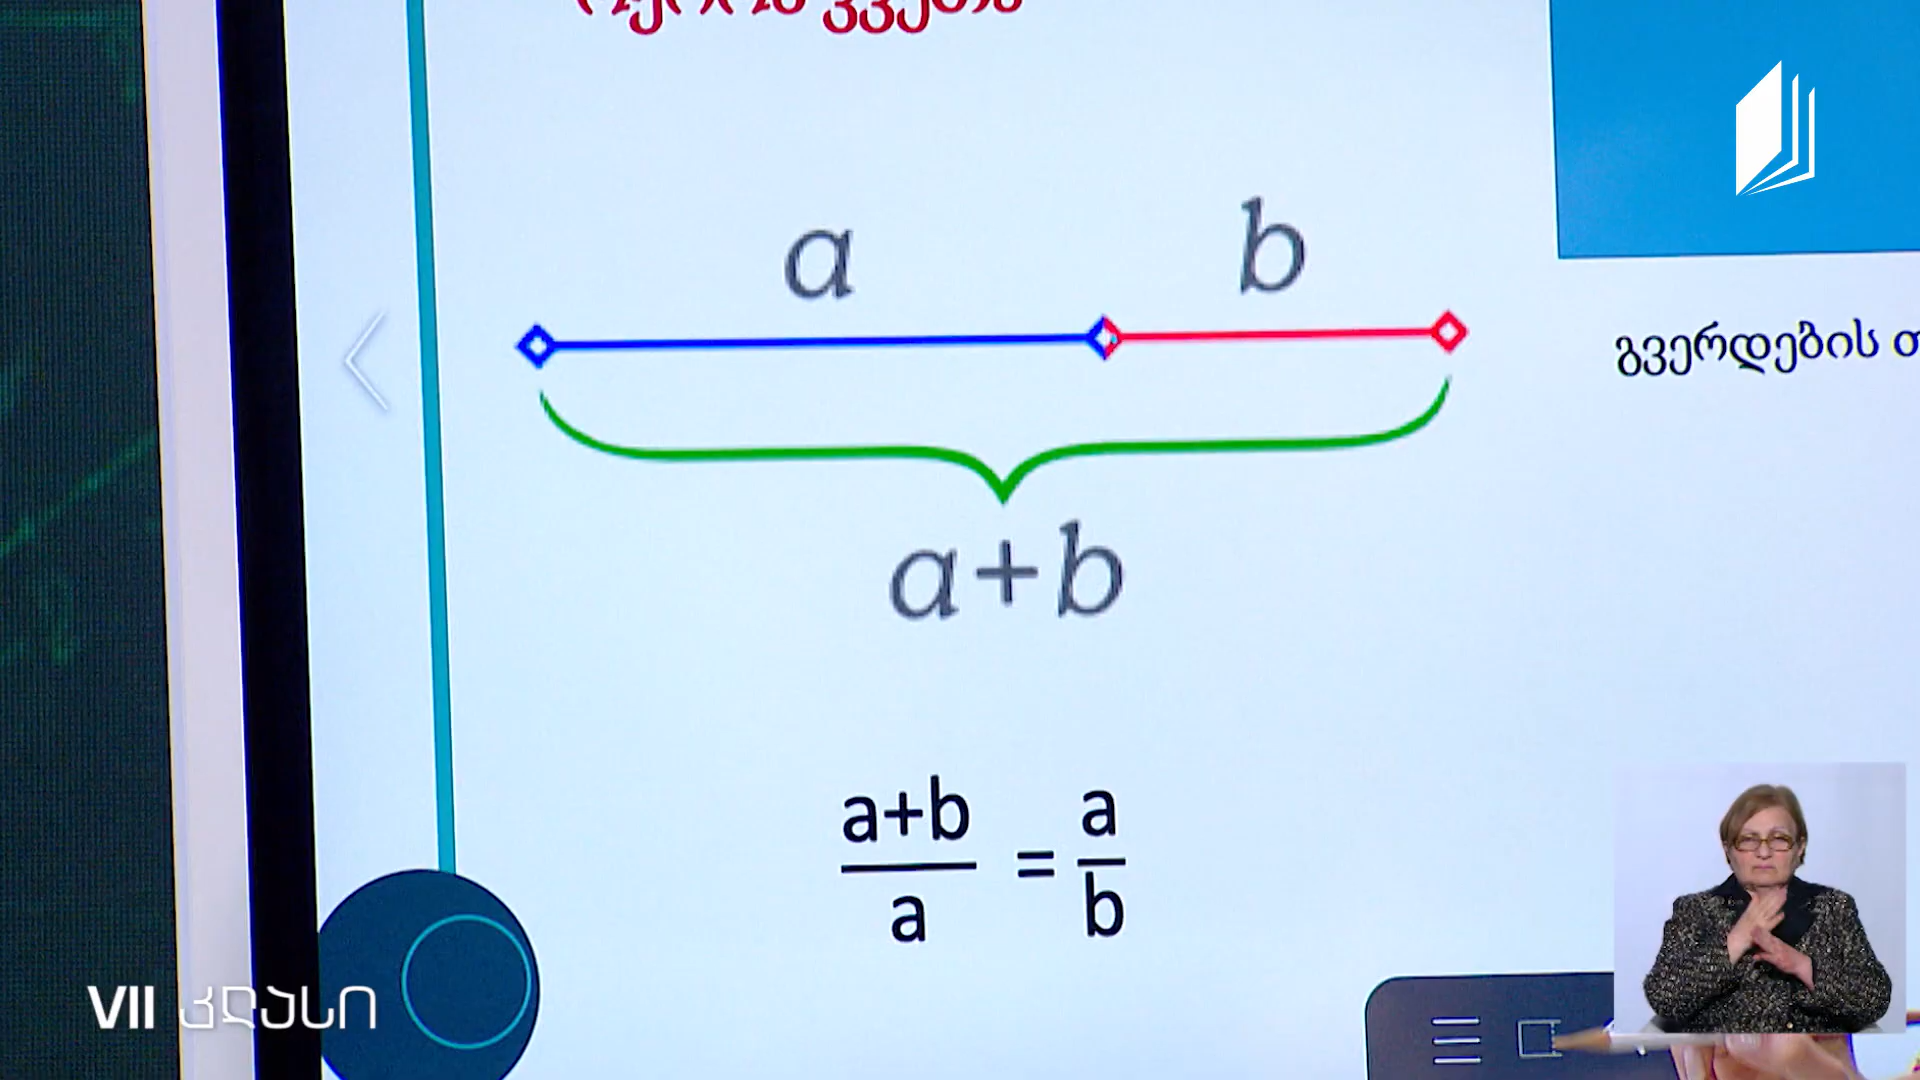 a b
a+b
გვერდების
a+b
a
=
a
b
VII კლასი